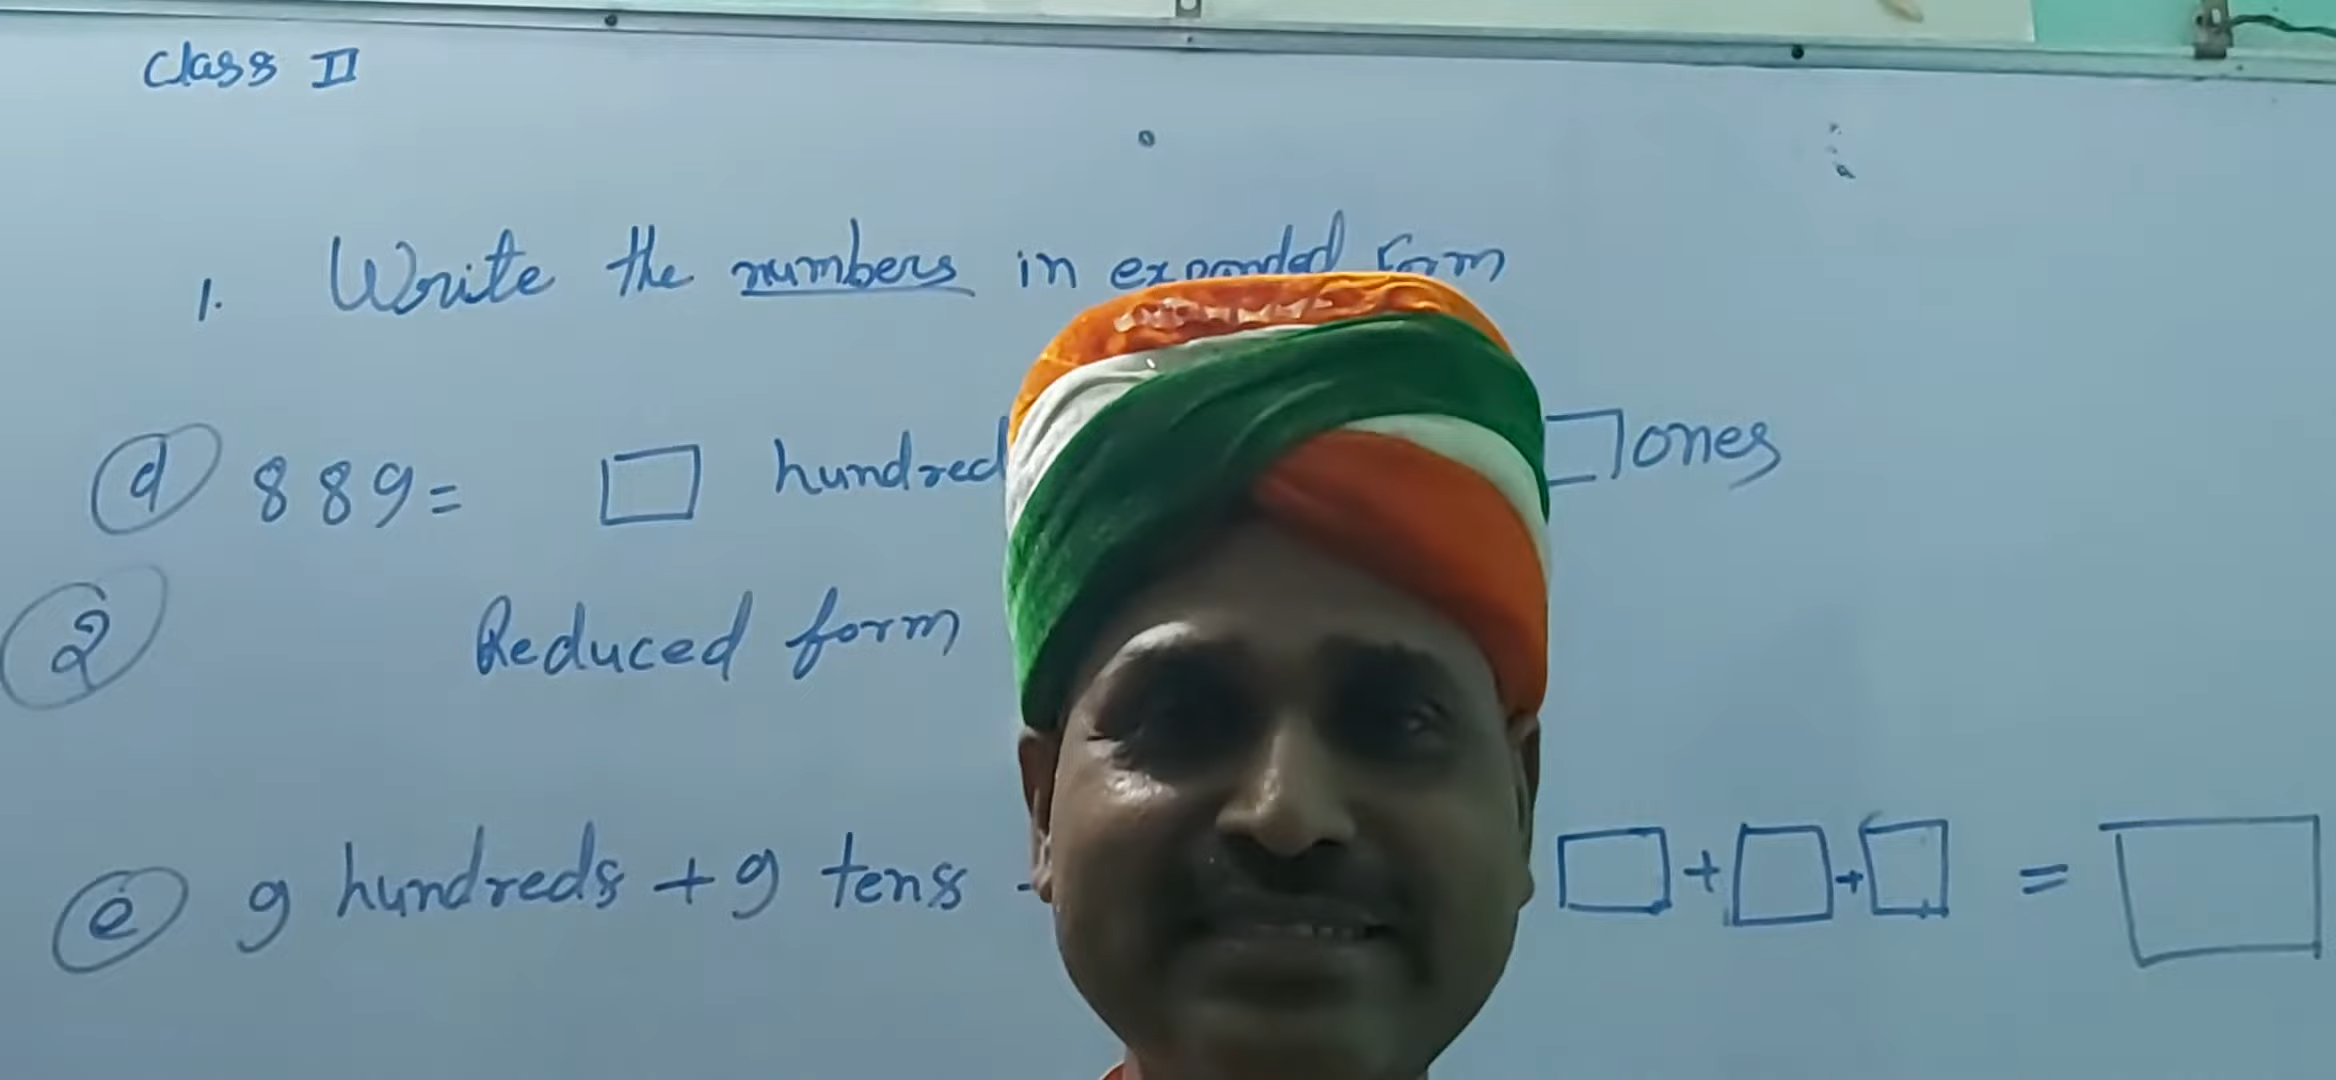 Class II
1. Write the numbers in expanded form
d 889= hundred ones
2 Reduced form
e 9 hundreds + 9 tens + + =